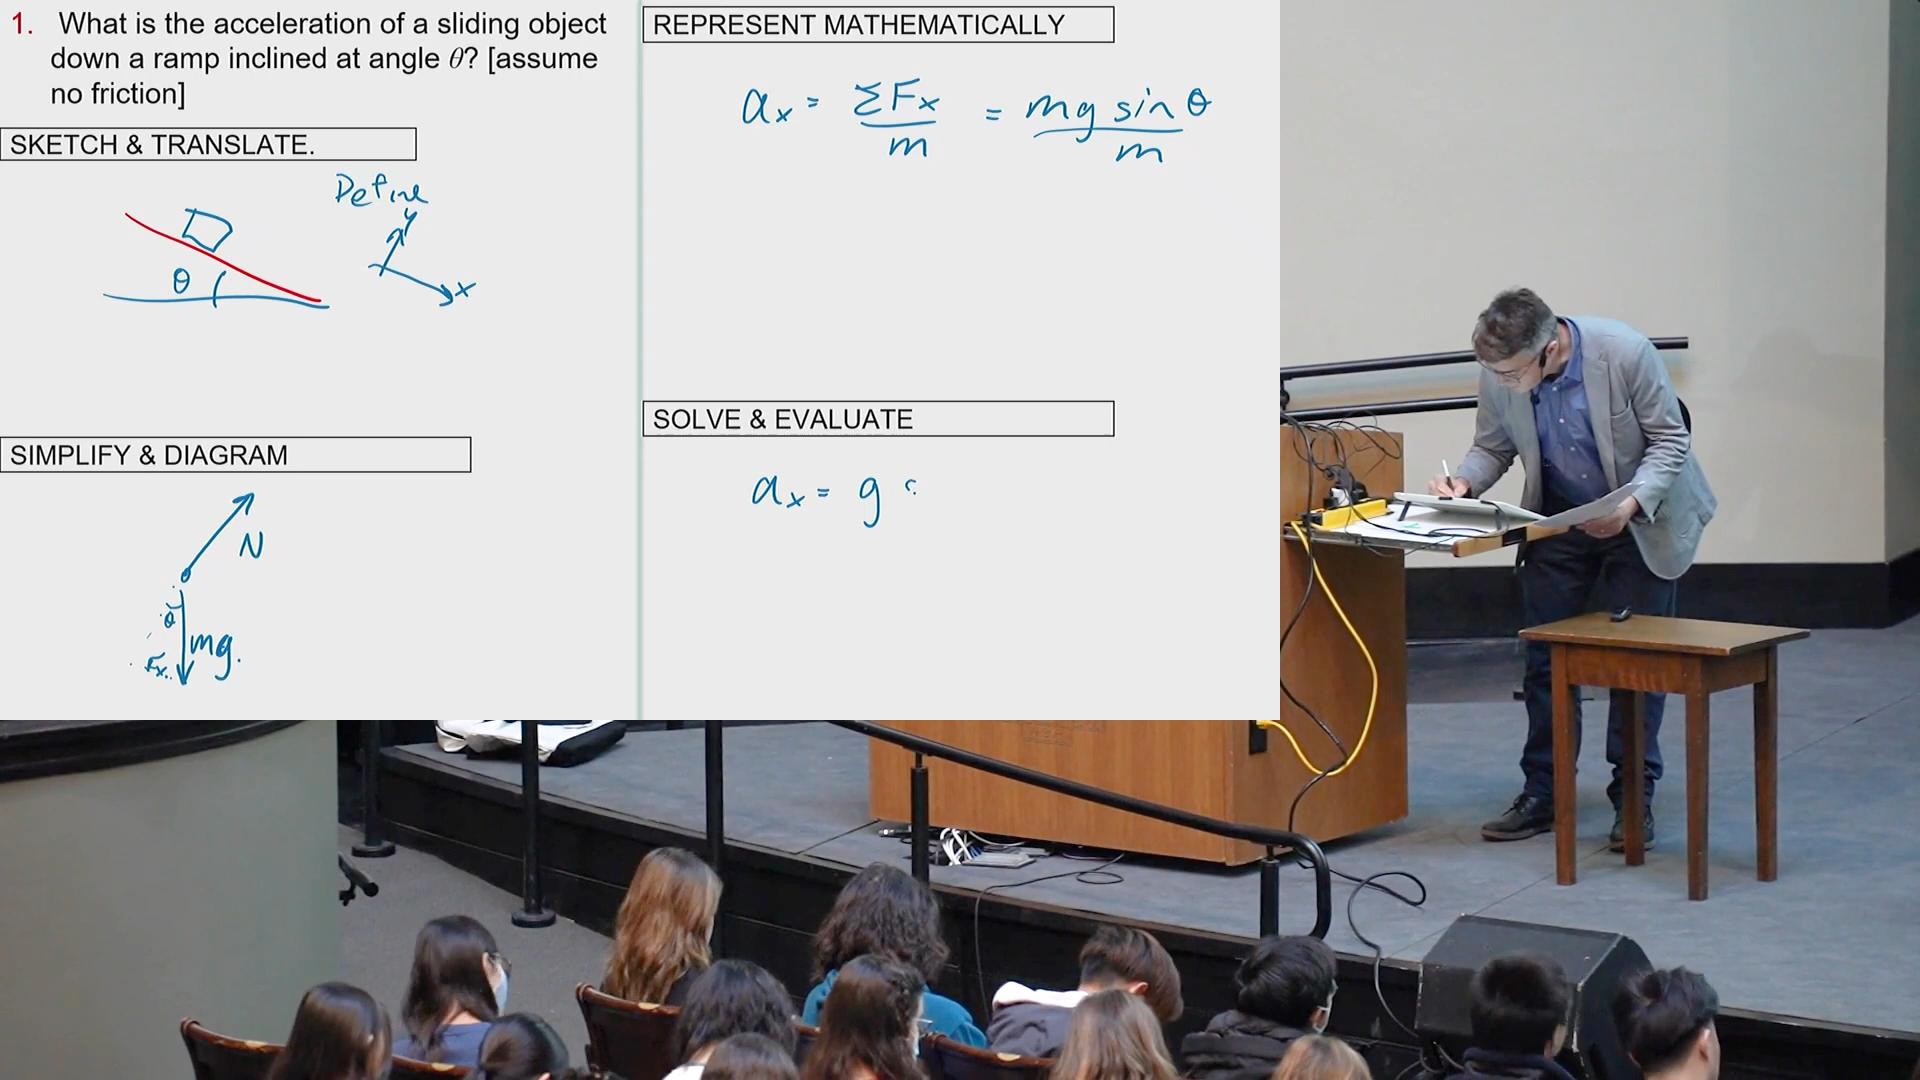 1. What is the acceleration of a sliding object
down a ramp inclined at angle θ? [assume
no friction]
SKETCH & TRANSLATE.
Define
y
x
θ
SIMPLIFY & DIAGRAM
N
θ
mg.
Fx
REPRESENT MATHEMATICALLY
ax = ΣFx / m = mg sin θ / m
SOLVE & EVALUATE
ax = g